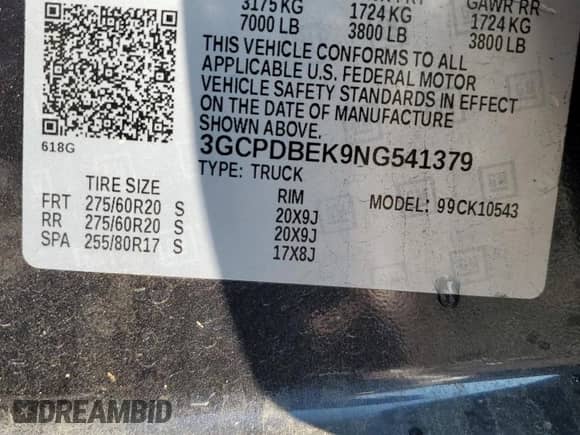 GAWR RR
3175 KG 1724 KG 1724 KG
7000 LB 3800 LB 3800 LB
THIS VEHICLE CONFORMS TO ALL
APPLICABLE U.S. FEDERAL MOTOR
VEHICLE SAFETY STANDARDS IN EFFECT
ON THE DATE OF MANUFACTURE
SHOWN ABOVE.
618G
3GCPDBEK9NG541379
TYPE: TRUCK
TIRE SIZE RIM MODEL: 99CK10543
FRT 275/60R20 S 20X9J
RR 275/60R20 S 20X9J
SPA 255/80R17 S 17X8J
DREAMBID